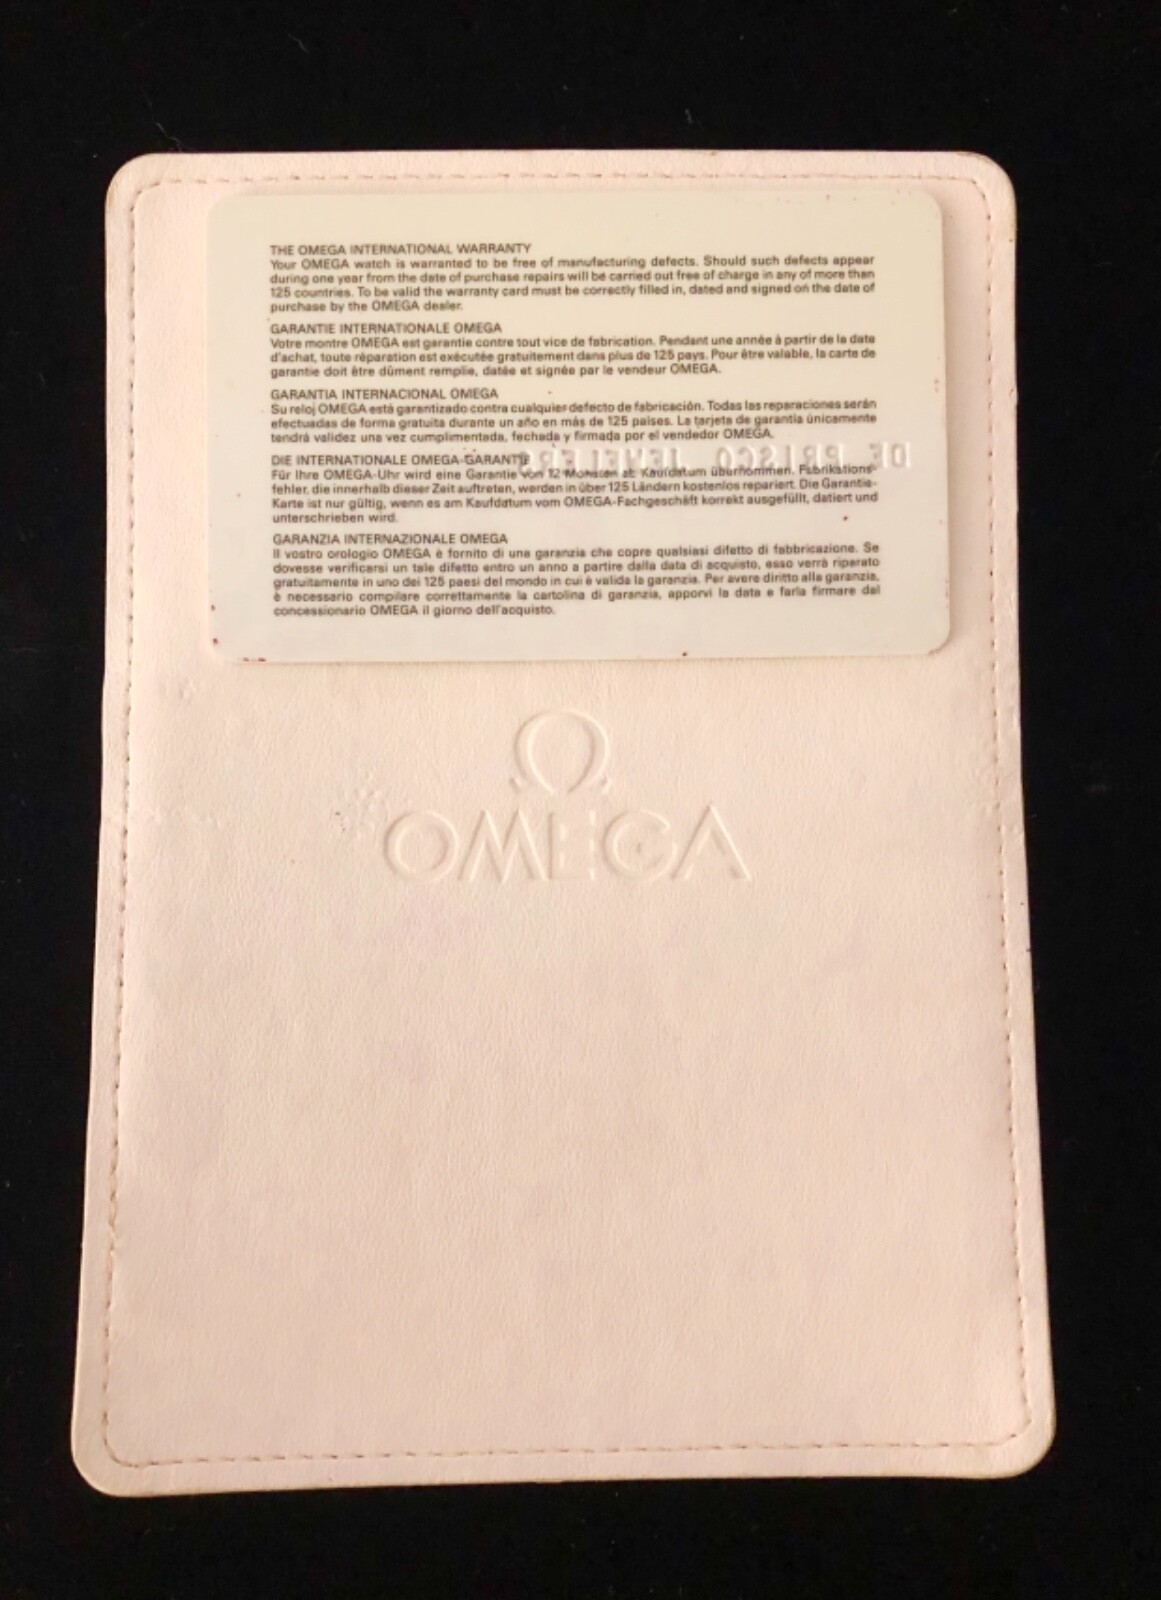 THE OMEGA INTERNATIONAL WARRANTY
Your OMEGA watch is warranted to be free of manufacturing defects. Should such defects appear
during one year from the date of purchase repairs will be carried out free of charge in any of more than
125 countries. To be valid the warranty card must be correctly filled in, dated and signed on the date of
purchase by the OMEGA dealer.
GARANTIE INTERNATIONALE OMEGA
Votre montre OMEGA est garantie contre tout vice de fabrication. Pendant une année à partir de la date
d'achat, toute réparation est exécutée gratuitement dans plus de 125 pays. Pour être valable, la carte de
garantie doit être dûment remplie, datée et signée par le vendeur OMEGA.
GARANTIA INTERNACIONAL OMEGA
Su reloj OMEGA está garantizado contra cualquier defecto de fabricación. Todas las reparaciones serán
efectuadas de forma gratuita durante un año en más de 125 países. La tarjeta de garantía únicamente
tendrá validez una vez cumplimentada, fechada y firmada por el vendedor OMEGA.
DE PRISCO JEWELERS
DIE INTERNATIONALE OMEGA-GARANTIE
Für Ihre OMEGA-Uhr wird eine Garantie von 12 Monaten ab Kaufdatum übernommen. Fabrikations-
fehler, die innerhalb dieser Zeit auftreten, werden in über 125 Ländern kostenlos repariert. Die Garantie-
Karte ist nur gültig, wenn es am Kaufdatum vom OMEGA-Fachgeschäft korrekt ausgefüllt, datiert und
unterschrieben wird.
GARANZIA INTERNAZIONALE OMEGA
Il vostro orologio OMEGA è fornito di una garanzia che copre qualsiasi difetto di fabbricazione. Se
dovesse verificarsi un tale difetto entro un anno a partire dalla data di acquisto, esso verrà riparato
gratuitamente in uno dei 125 paesi del mondo in cui è valida la garanzia. Per avere diritto alla garanzia,
è necessario compilare correttamente la cartolina di garanzia, apporvi la data e farla firmare dal
concessionario OMEGA il giorno dell'acquisto.
Ω
OMEGA